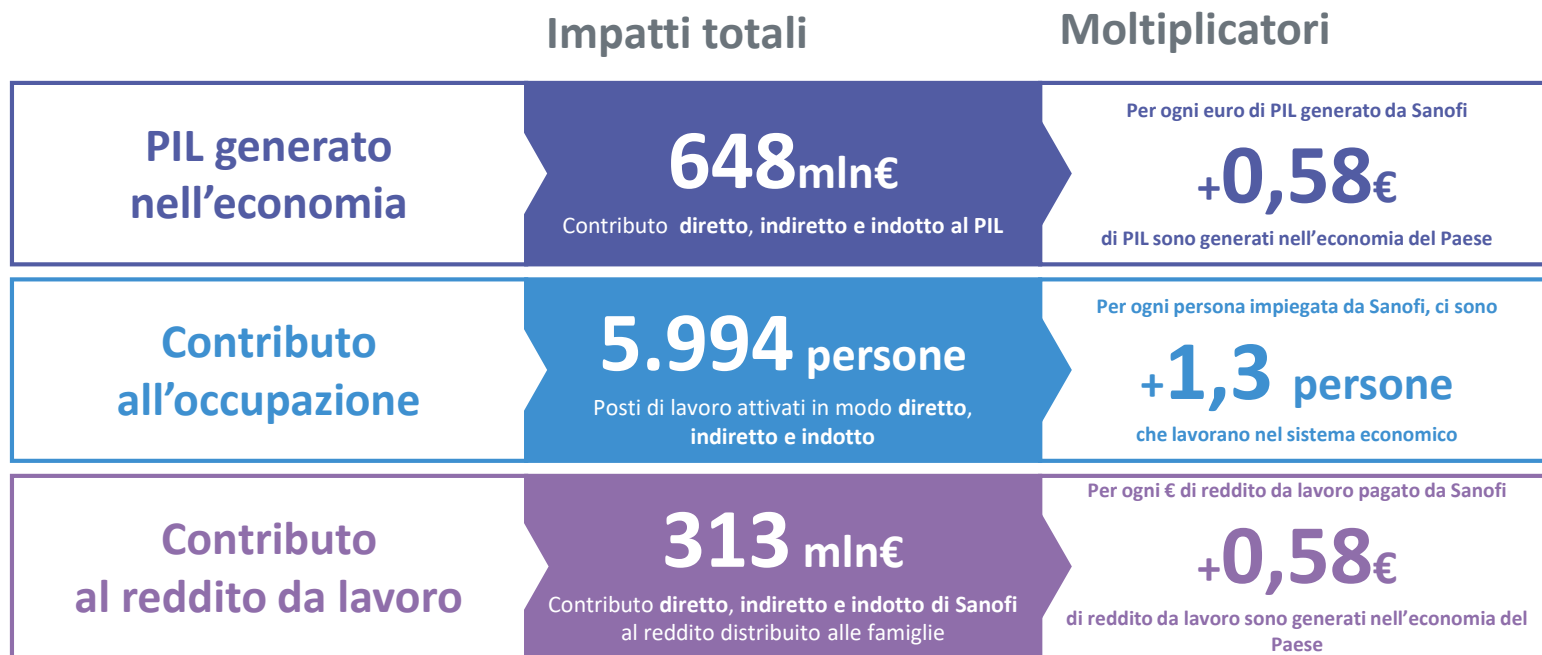 Impatti totali
Moltiplicatori
PIL generato
nell’economia
648mln€
Contributo diretto, indiretto e indotto al PIL
Per ogni euro di PIL generato da Sanofi
+0,58€
di PIL sono generati nell’economia del Paese
Contributo
all’occupazione
5.994 persone
Posti di lavoro attivati in modo diretto,
indiretto e indotto
Per ogni persona impiegata da Sanofi, ci sono
+1,3 persone
che lavorano nel sistema economico
Contributo
al reddito da lavoro
313 mln€
Contributo diretto, indiretto e indotto di Sanofi
al reddito distribuito alle famiglie
Per ogni € di reddito da lavoro pagato da Sanofi
+0,58€
di reddito da lavoro sono generati nell’economia del
Paese